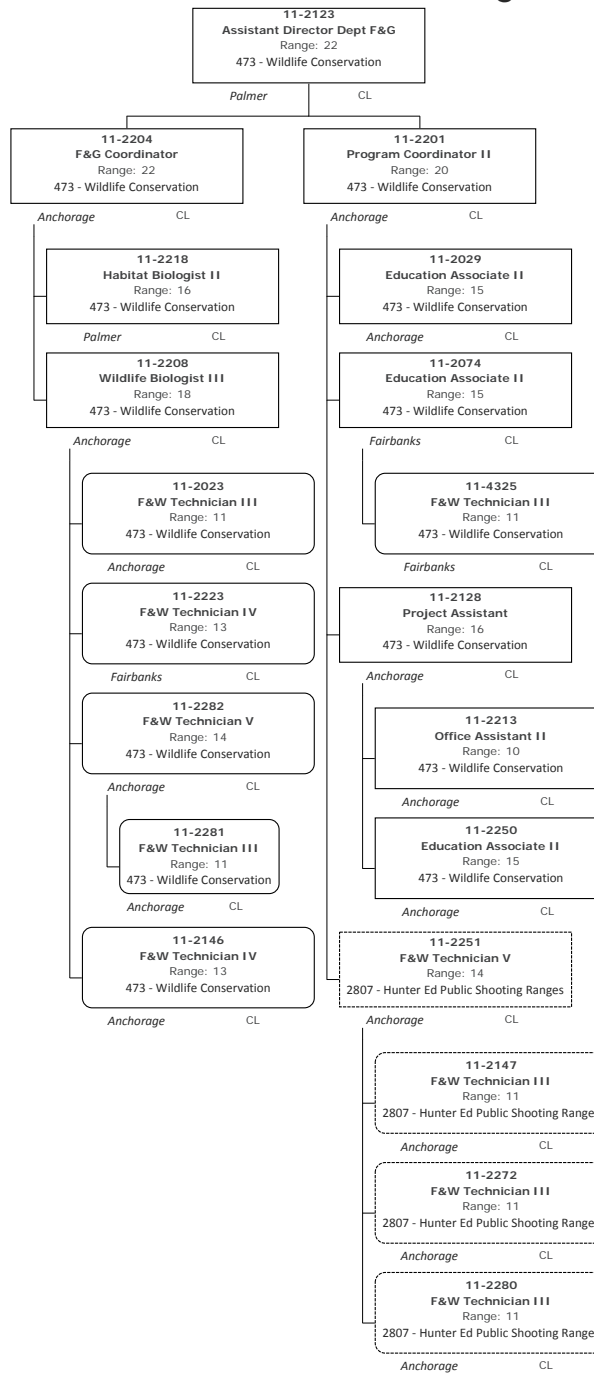 11-2123
Assistant Director Dept F&G
Range: 22
473 - Wildlife Conservation
Palmer CL
11-2204
F&G Coordinator
Range: 22
473 - Wildlife Conservation
Anchorage CL
11-2218
Habitat Biologist II
Range: 16
473 - Wildlife Conservation
Palmer CL
11-2208
Wildlife Biologist III
Range: 18
473 - Wildlife Conservation
Anchorage CL
11-2023
F&W Technician III
Range: 11
473 - Wildlife Conservation
Anchorage CL
11-2223
F&W Technician IV
Range: 13
473 - Wildlife Conservation
Fairbanks CL
11-2282
F&W Technician V
Range: 14
473 - Wildlife Conservation
Anchorage CL
11-2281
F&W Technician III
Range: 11
473 - Wildlife Conservation
Anchorage CL
11-2146
F&W Technician IV
Range: 13
473 - Wildlife Conservation
Anchorage CL
11-2201
Program Coordinator II
Range: 20
473 - Wildlife Conservation
Anchorage CL
11-2029
Education Associate II
Range: 15
473 - Wildlife Conservation
Anchorage CL
11-2074
Education Associate II
Range: 15
473 - Wildlife Conservation
Fairbanks CL
11-4325
F&W Technician III
Range: 11
473 - Wildlife Conservation
Fairbanks CL
11-2128
Project Assistant
Range: 16
473 - Wildlife Conservation
Anchorage CL
11-2213
Office Assistant II
Range: 10
473 - Wildlife Conservation
Anchorage CL
11-2250
Education Associate II
Range: 15
473 - Wildlife Conservation
Anchorage CL
11-2251
F&W Technician V
Range: 14
2807 - Hunter Ed Public Shooting Ranges
Anchorage CL
11-2147
F&W Technician III
Range: 11
2807 - Hunter Ed Public Shooting Range
Anchorage CL
11-2272
F&W Technician III
Range: 11
2807 - Hunter Ed Public Shooting Range
Anchorage CL
11-2280
F&W Technician III
Range: 11
2807 - Hunter Ed Public Shooting Range
Anchorage CL